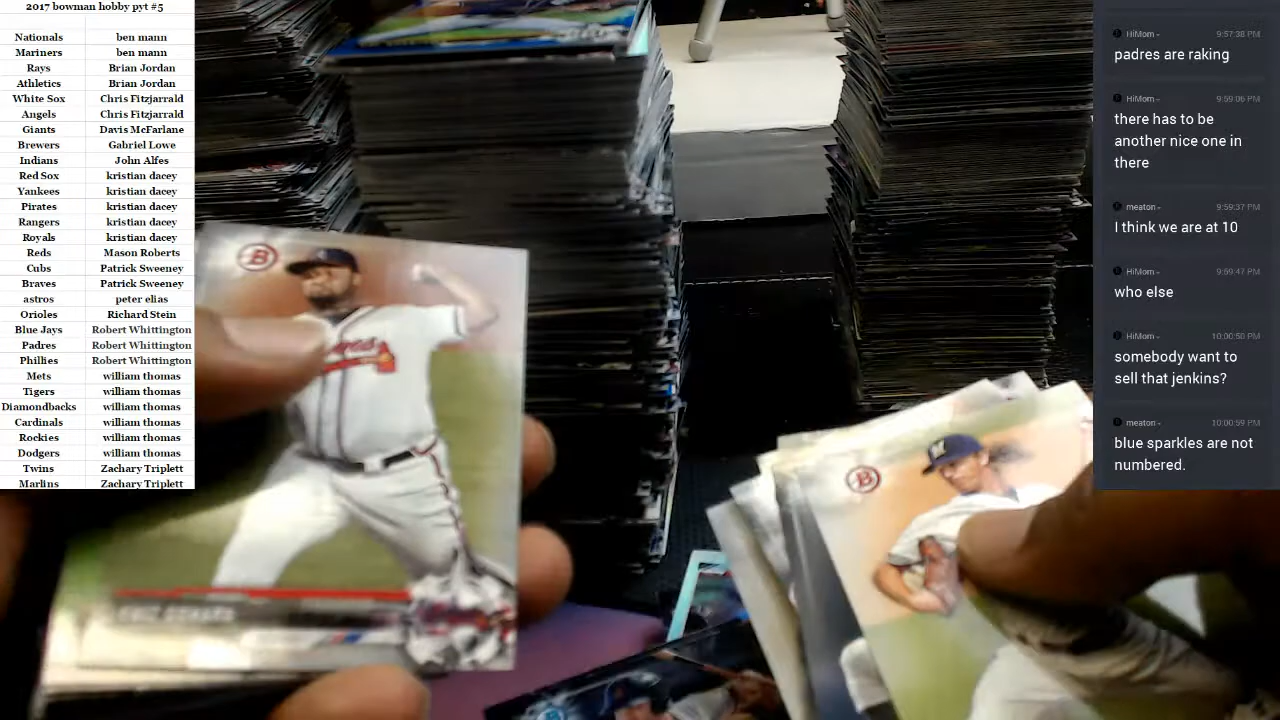 2017 bowman hobby pyt #5
Nationals ben mann
Mariners ben mann
Rays Brian Jordan
Athletics Brian Jordan
White Sox Chris Fitzjarrald
Angels Chris Fitzjarrald
Giants Davis McFarlane
Brewers Gabriel Lowe
Indians John Alfes
Red Sox kristian dacey
Yankees kristian dacey
Pirates kristian dacey
Rangers kristian dacey
Royals kristian dacey
Reds Mason Roberts
Cubs Patrick Sweeney
Braves Patrick Sweeney
astros peter elias
Orioles Richard Stein
Blue Jays Robert Whittington
Padres Robert Whittington
Phillies Robert Whittington
Mets william thomas
Tigers william thomas
Diamondbacks william thomas
Cardinals william thomas
Rockies william thomas
Dodgers william thomas
Twins Zachary Triplett
Marlins Zachary Triplett
B
B
M
HiMom 9:57:38 PM
padres are raking
HiMom 9:59:06 PM
there has to be
another nice one in
there
meaton 9:59:37 PM
I think we are at 10
HiMom 9:59:47 PM
who else
HiMom 10:00:50 PM
somebody want to
sell that jenkins?
meaton 10:00:59 PM
blue sparkles are not
numbered.